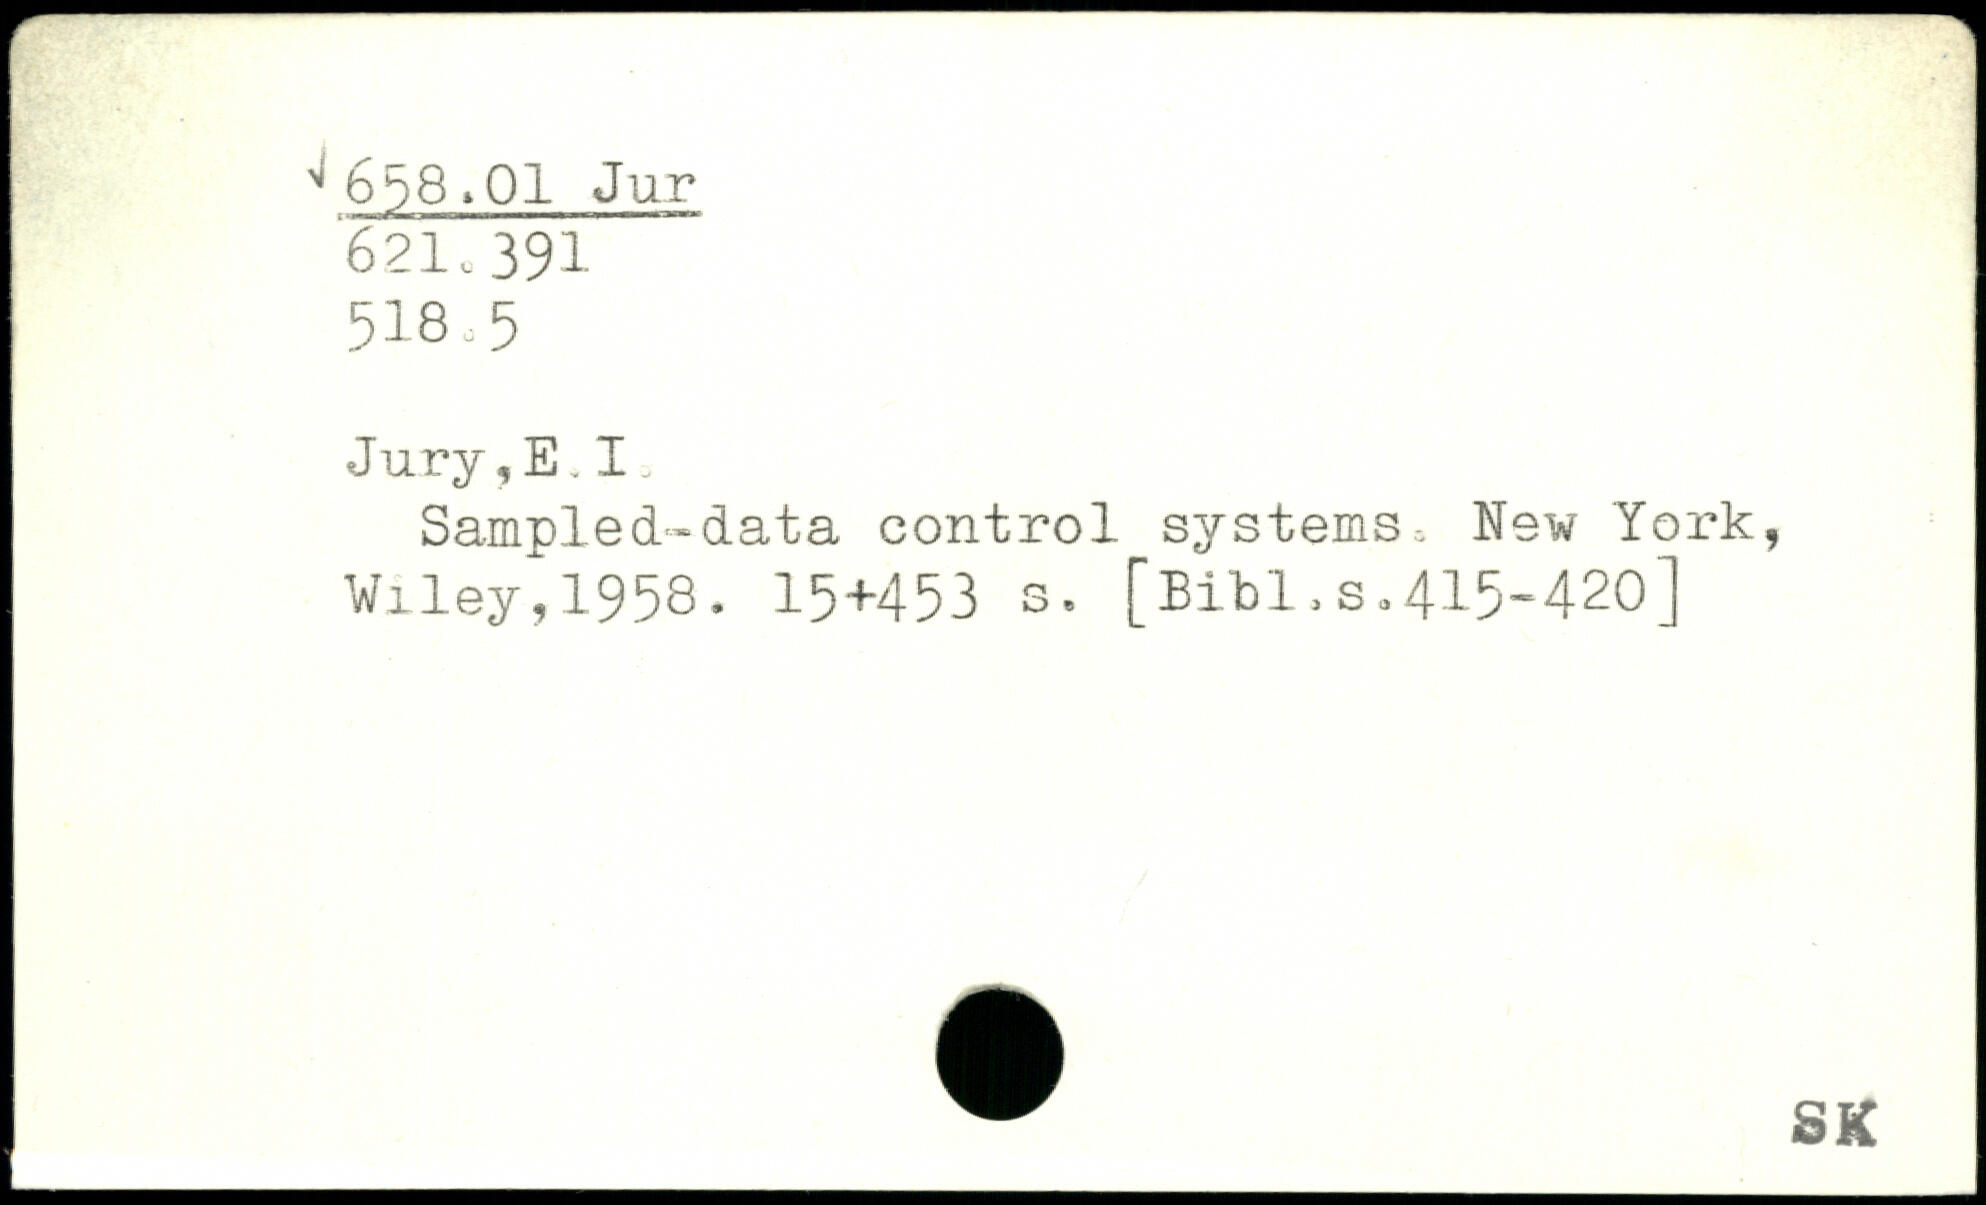 √ 658.01 Jur
621.391
518.5
Jury,E.I.
Sampled-data control systems. New York,
Wiley,1958. 15+453 s. [Bibl.s.415-420]
SK